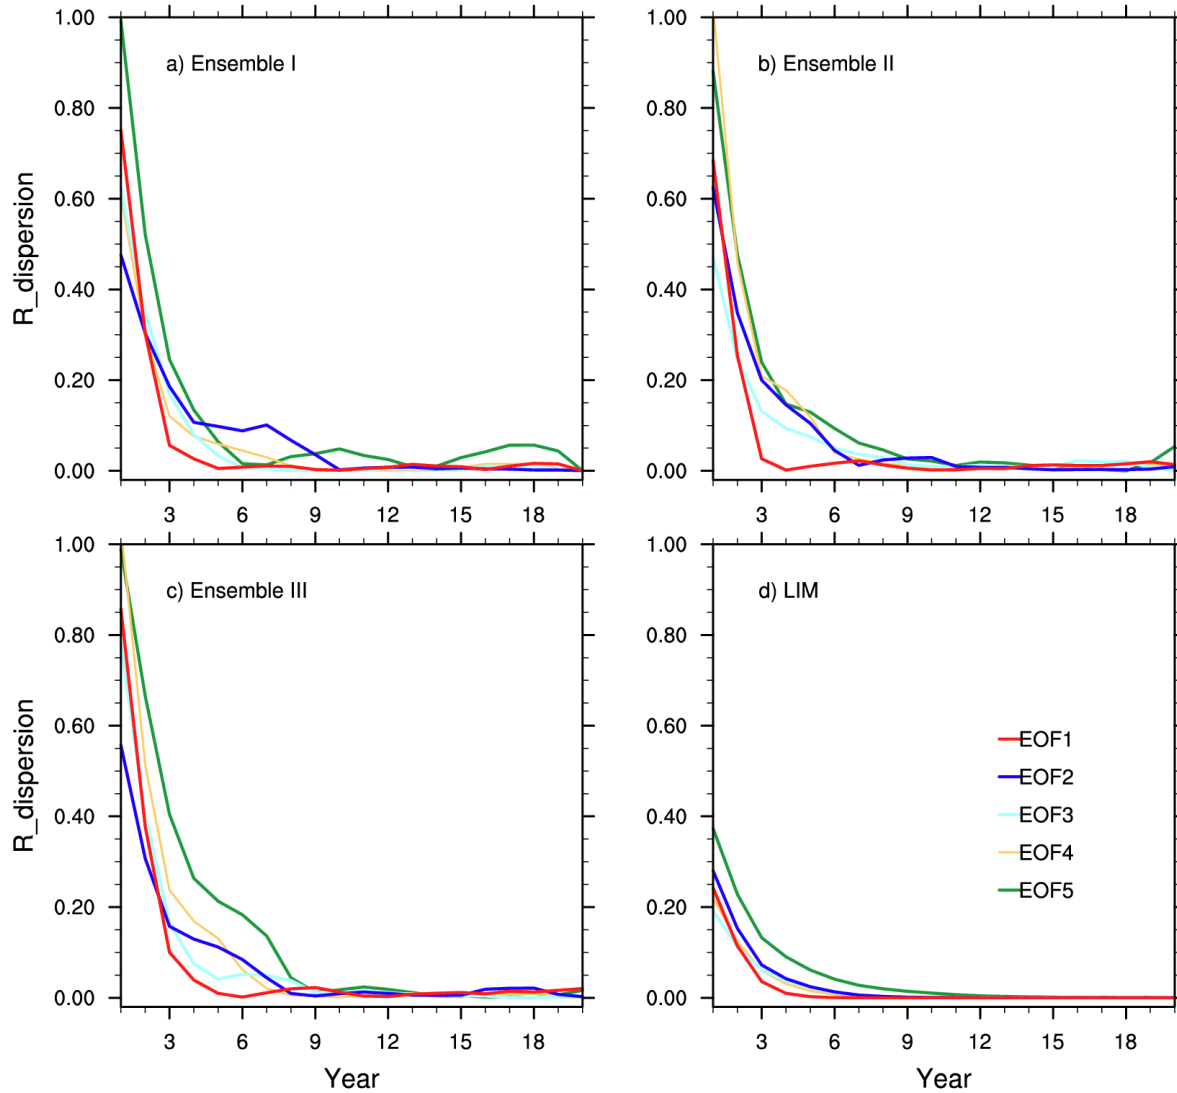 a) Ensemble I
1.00
0.80
0.60
0.40
0.20
0.00
R_dispersion
3 6 9 12 15 18
b) Ensemble II
1.00
0.80
0.60
0.40
0.20
0.00
3 6 9 12 15 18
c) Ensemble III
1.00
0.80
0.60
0.40
0.20
0.00
R_dispersion
3 6 9 12 15 18
Year
d) LIM
1.00
0.80
0.60
0.40
0.20
0.00
EOF1
EOF2
EOF3
EOF4
EOF5
3 6 9 12 15 18
Year